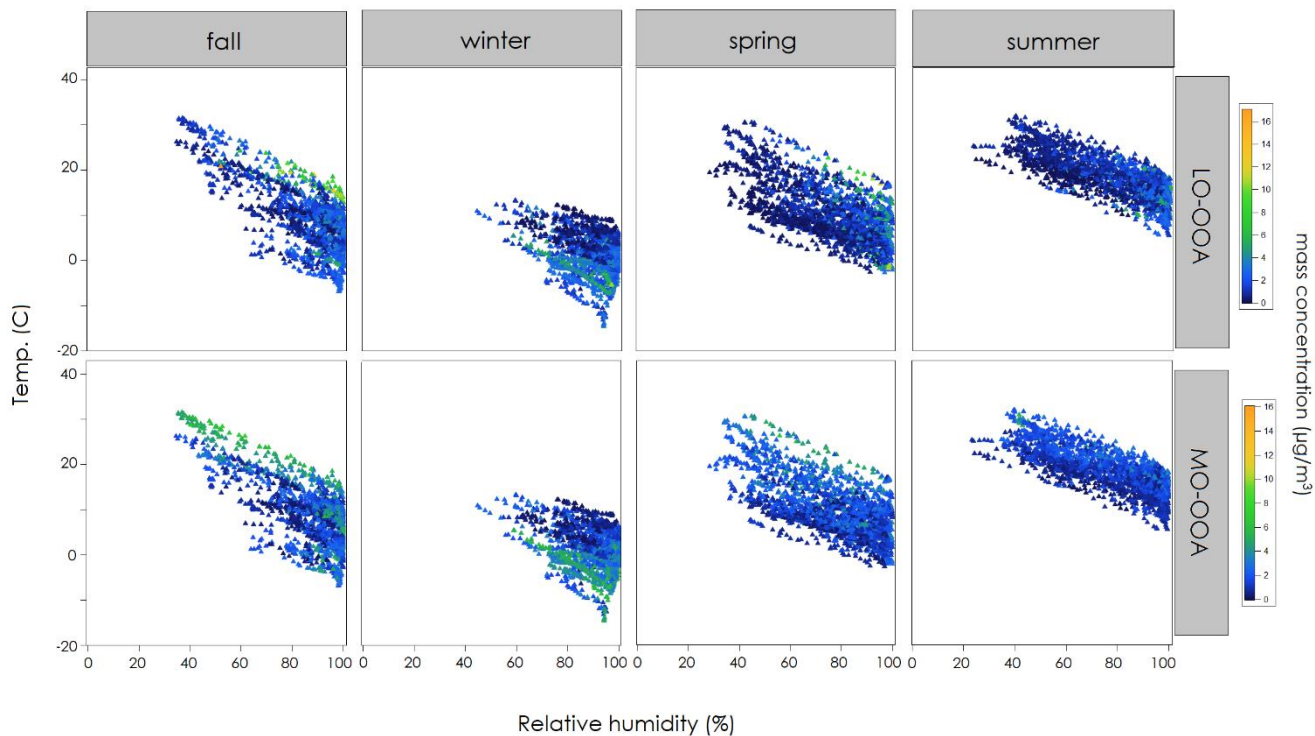 fall
winter
spring
summer
40
20
0
-20
LO-OOA
16
14
12
10
8
6
4
2
0
Temp. (C)
mass concentration (µg/m³)
40
20
0
-20
MO-OOA
16
14
12
10
8
6
4
2
0
0 20 40 60 80 100
0 20 40 60 80 100
0 20 40 60 80 100
0 20 40 60 80 100
Relative humidity (%)